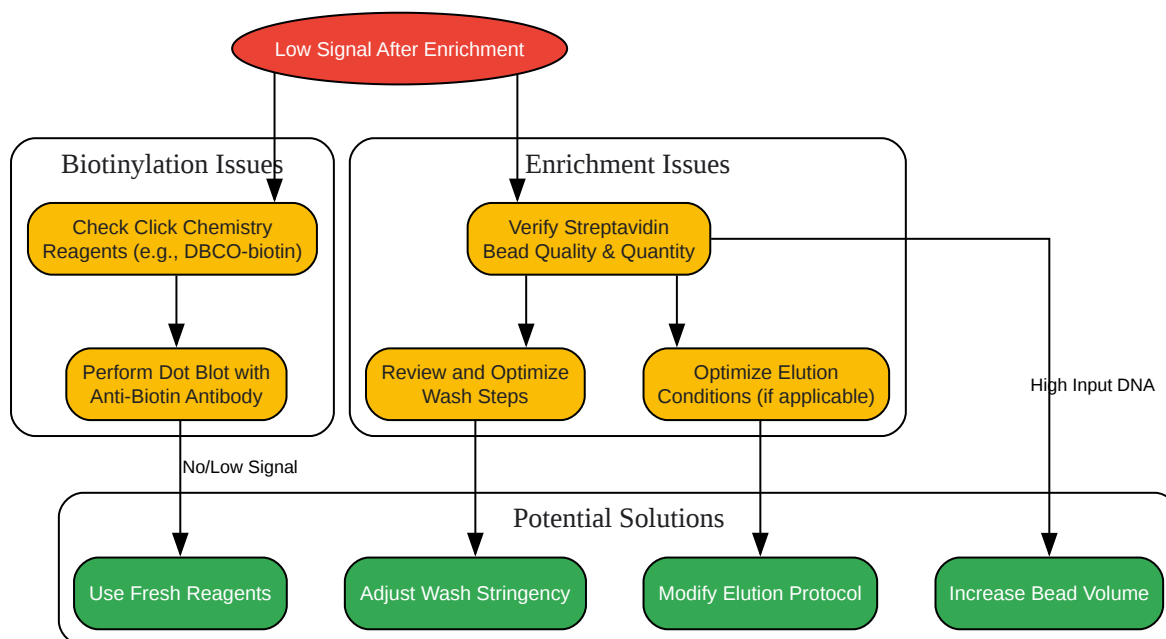 Low Signal After Enrichment
Biotinylation Issues
Enrichment Issues
Check Click Chemistry
Reagents (e.g., DBCO-biotin)
Verify Streptavidin
Bead Quality & Quantity
Perform Dot Blot with
Anti-Biotin Antibody
Review and Optimize
Wash Steps
Optimize Elution
Conditions (if applicable)
High Input DNA
No/Low Signal
Potential Solutions
Use Fresh Reagents
Adjust Wash Stringency
Modify Elution Protocol
Increase Bead Volume